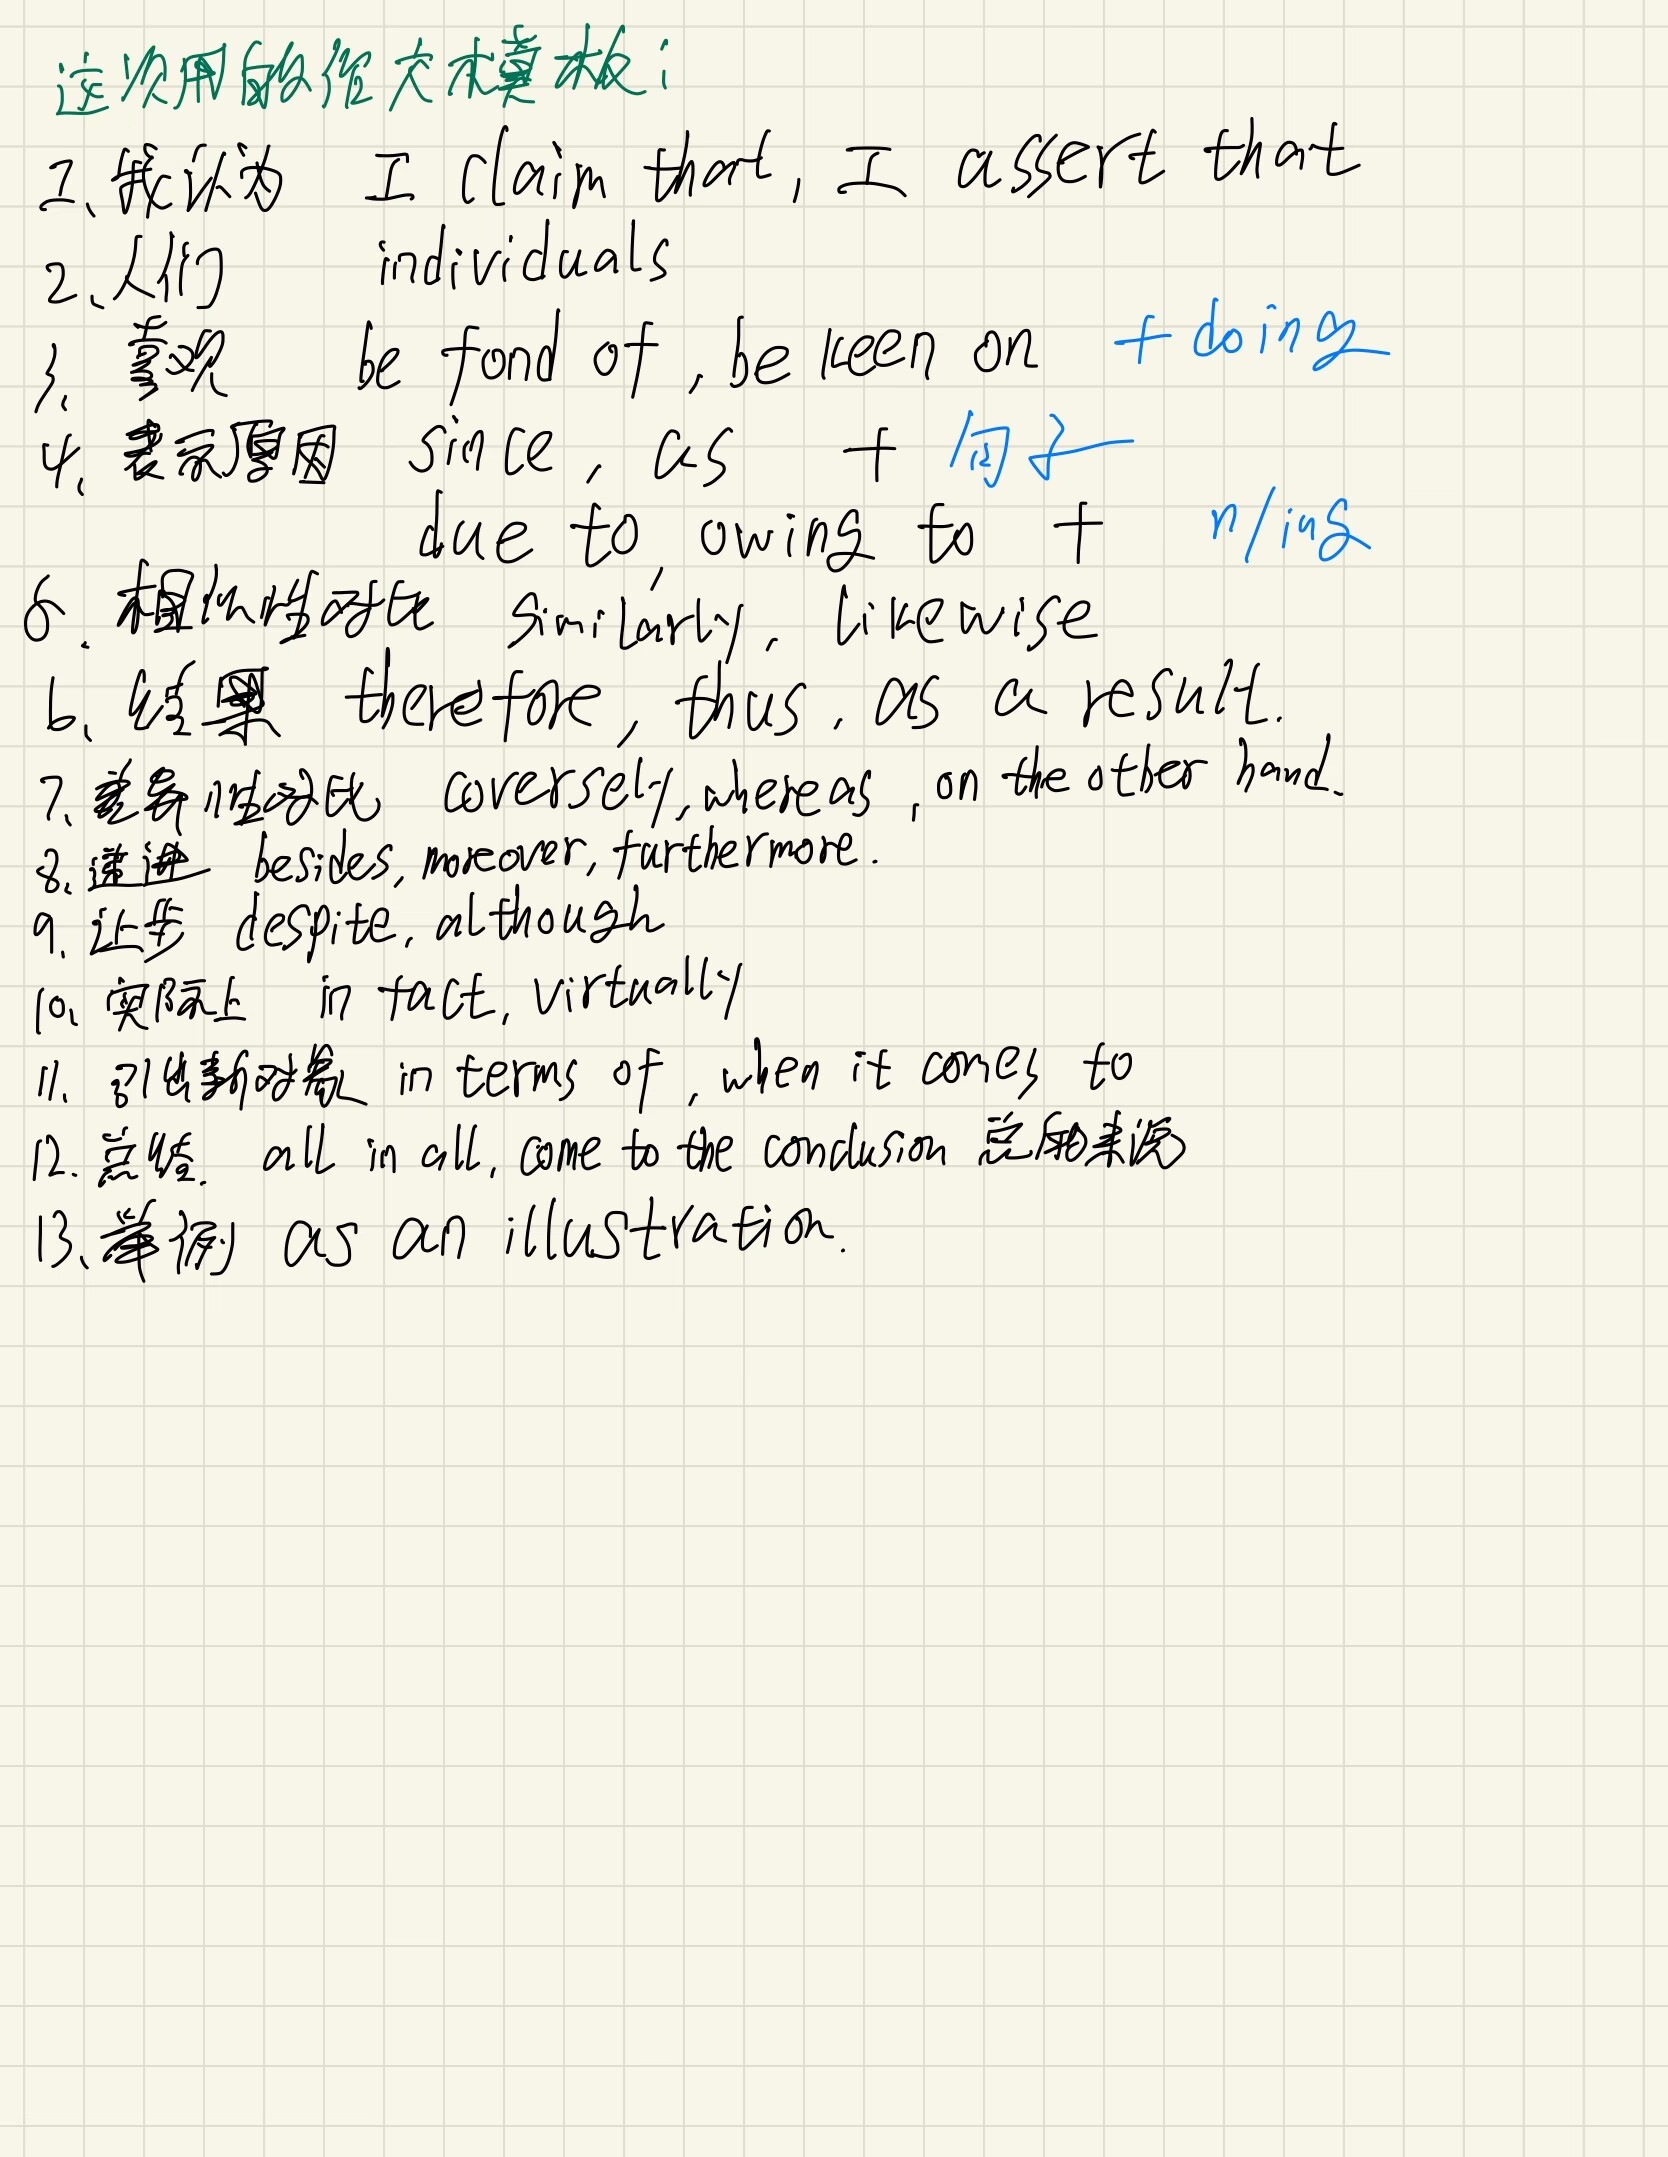 这次用的作文模板:
1、我认为 I claim that, I assert that
2、人们 individuals
3、喜欢 be fond of, be keen on + doing
4、表示原因 since, as + 句子
due to, owing to + n/ing
5、相似性对比 similarly, likewise
6、结果 therefore, thus, as a result.
7、差异性对比 coversely, whereas, on the other hand.
8、递进 besides, moreover, furthermore.
9、让步 despite, although
10、实际上 in fact, virtually
11、引出新对象 in terms of, when it comes to
12. 总结. all in all, come to the conclusion 总
13、举例 as an illustration.